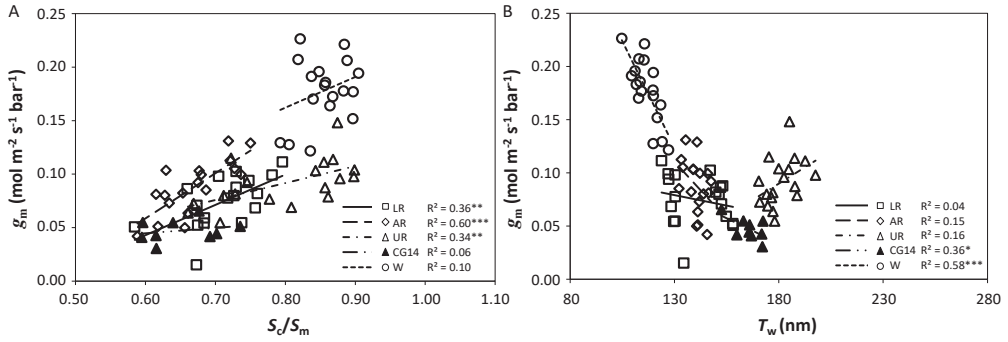 A
gm (mol m-2 s-1 bar-1)
0.25
0.20
0.15
0.10
0.05
0.00
LR R² = 0.36**
AR R² = 0.60***
UR R² = 0.34**
CG14 R² = 0.06
W R² = 0.10
0.50 0.60 0.70 0.80 0.90 1.00 1.10
Sc/Sm
B
gm (mol m-2 s-1 bar-1)
0.25
0.20
0.15
0.10
0.05
0.00
LR R² = 0.04
AR R² = 0.15
UR R² = 0.16
CG14 R² = 0.36*
W R² = 0.58***
80 130 180 230 280
Tw (nm)